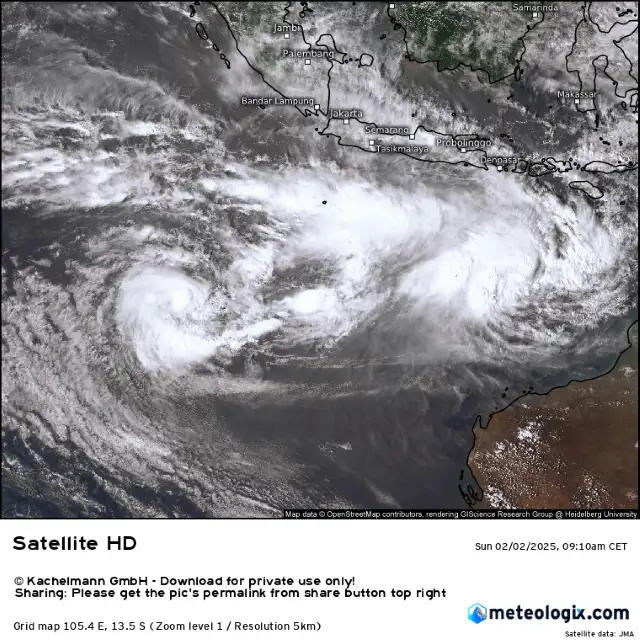 Samarinda
Jambi
Palembang
Makassar
Bandar Lampung
Jakarta
Semarang
Probolinggo
Tasikmalaya
Denpasar
Map data © OpenStreetMap contributors, rendering GIScience Research Group @ Heidelberg University
Satellite HD
Sun 02/02/2025, 09:10am CET
© Kachelmann GmbH - Download for private use only!
Sharing: Please get the pic's permalink from share button top right
Grid map 105.4 E, 13.5 S (Zoom level 1 / Resolution 5km)
meteologix.com®
Satellite data: JMA